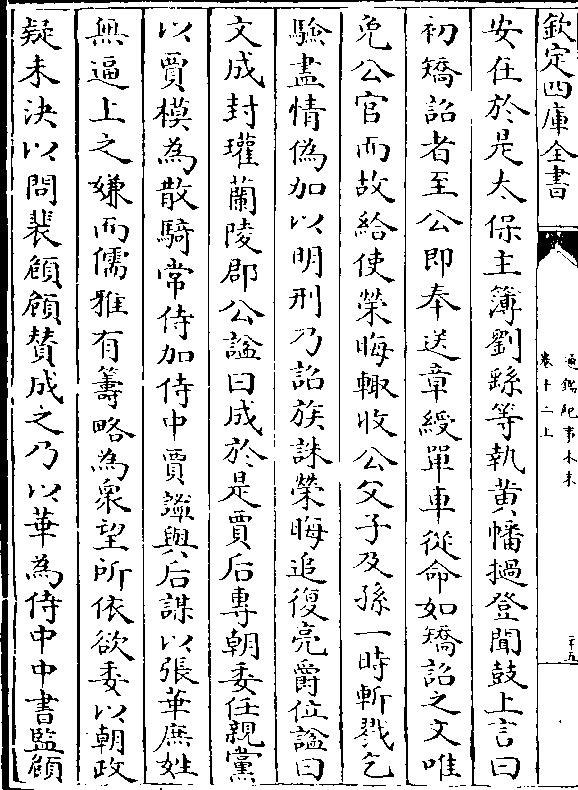 欽定四庫全書
通鑑紀事本末
卷十二上
二十五
安在於是太保主簿劉繇等執黄幡撾登聞鼓上言曰
初矯詔者至公即奉送章綬單車從命如矯詔之文唯
免公官而故給使榮晦輒收公父子及孫一時斬戮乞
驗盡情偽加以明刑乃詔族誅榮晦追復亮爵位諡曰
文成封瓘蘭陵郡公諡曰成於是賈后專朝委任親黨
以賈模為散騎常侍加侍中賈謐與后謀以張華庶姓
無逼上之嫌而儒雅有籌略為衆望所依欲委以朝政
疑未決以問裴頠頠賛成之乃以華為侍中中書監頠